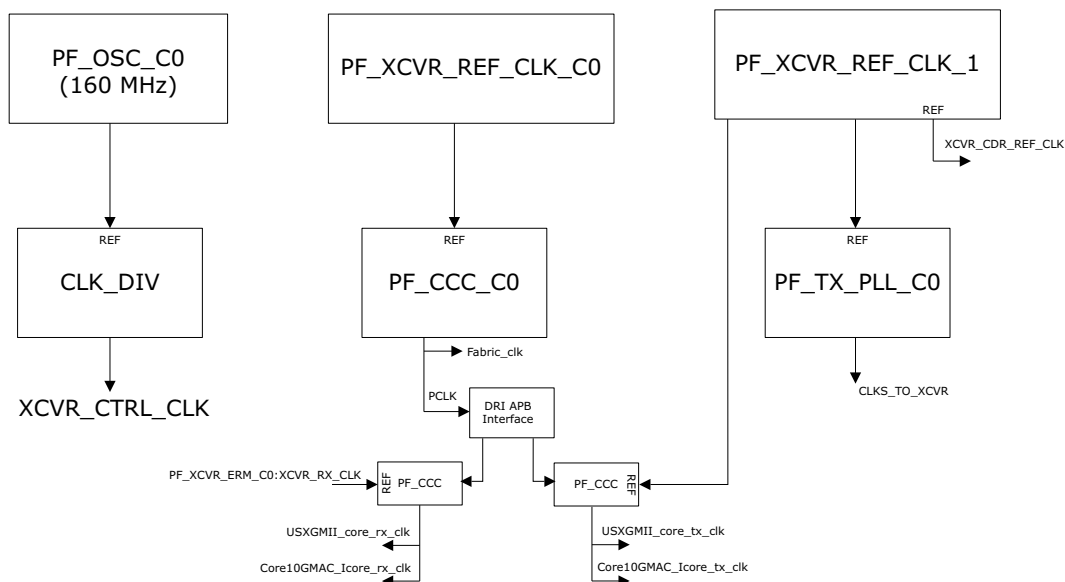 PF_OSC_C0
(160 MHz)
PF_XCVR_REF_CLK_C0
PF_XCVR_REF_CLK_1
REF
XCVR_CDR_REF_CLK
REF
CLK_DIV
REF
PF_CCC_C0
REF
PF_TX_PLL_C0
Fabric_clk
XCVR_CTRL_CLK
PCLK
DRI APB
Interface
CLKS_TO_XCVR
PF_XCVR_ERM_C0:XCVR_RX_CLK
REF
PF_CCC
PF_CCC
REF
USXGMII_core_rx_clk
USXGMII_core_tx_clk
Core10GMAC_Icore_rx_clk
Core10GMAC_Icore_tx_clk